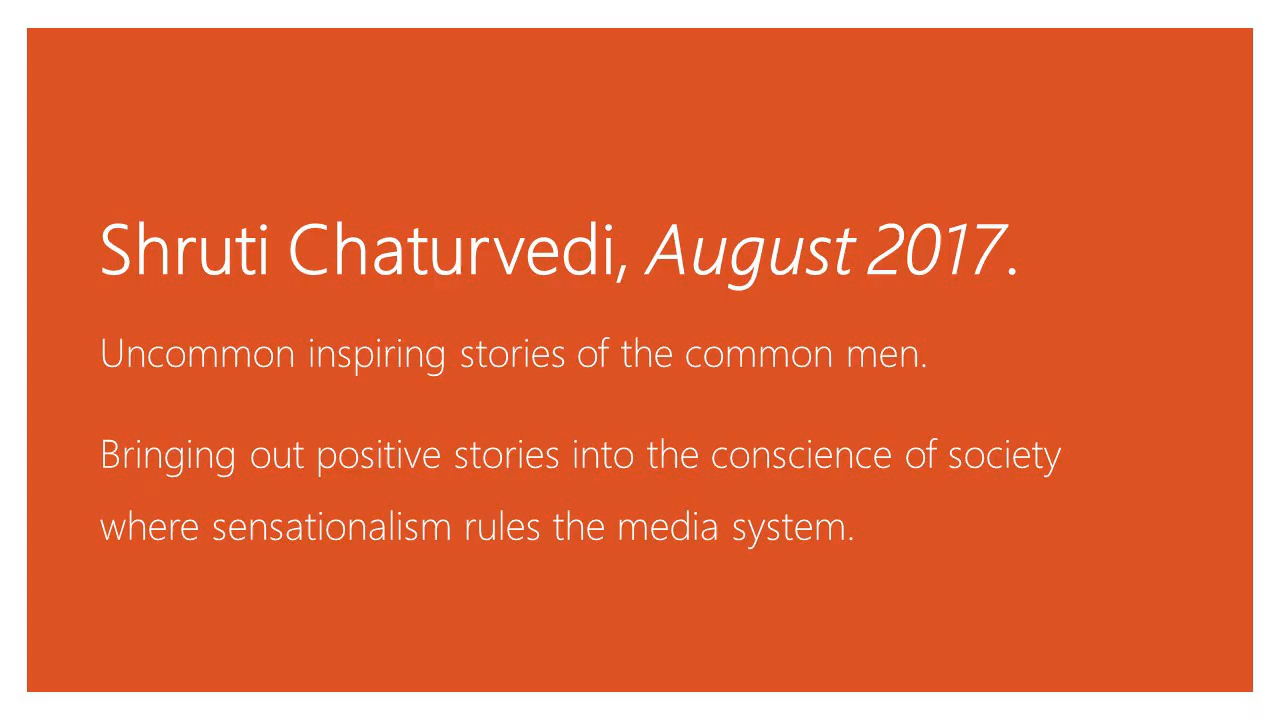 Shruti Chaturvedi, August 2017.
Uncommon inspiring stories of the common men.
Bringing out positive stories into the conscience of society
where sensationalism rules the media system.